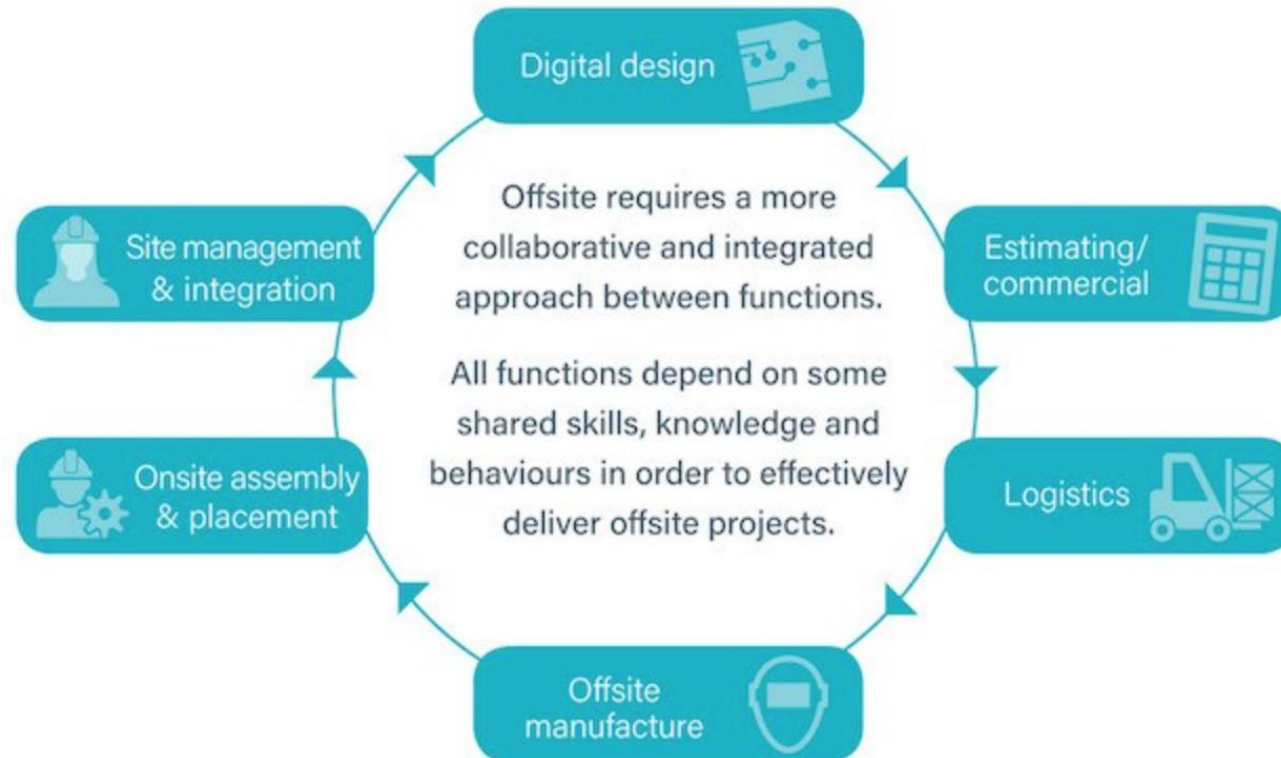 Digital design
Offsite requires a more
collaborative and integrated
approach between functions.
All functions depend on some
shared skills, knowledge and
behaviours in order to effectively
deliver offsite projects.
Estimating/
commercial
Logistics
Offsite
manufacture
Onsite assembly
& placement
Site management
& integration